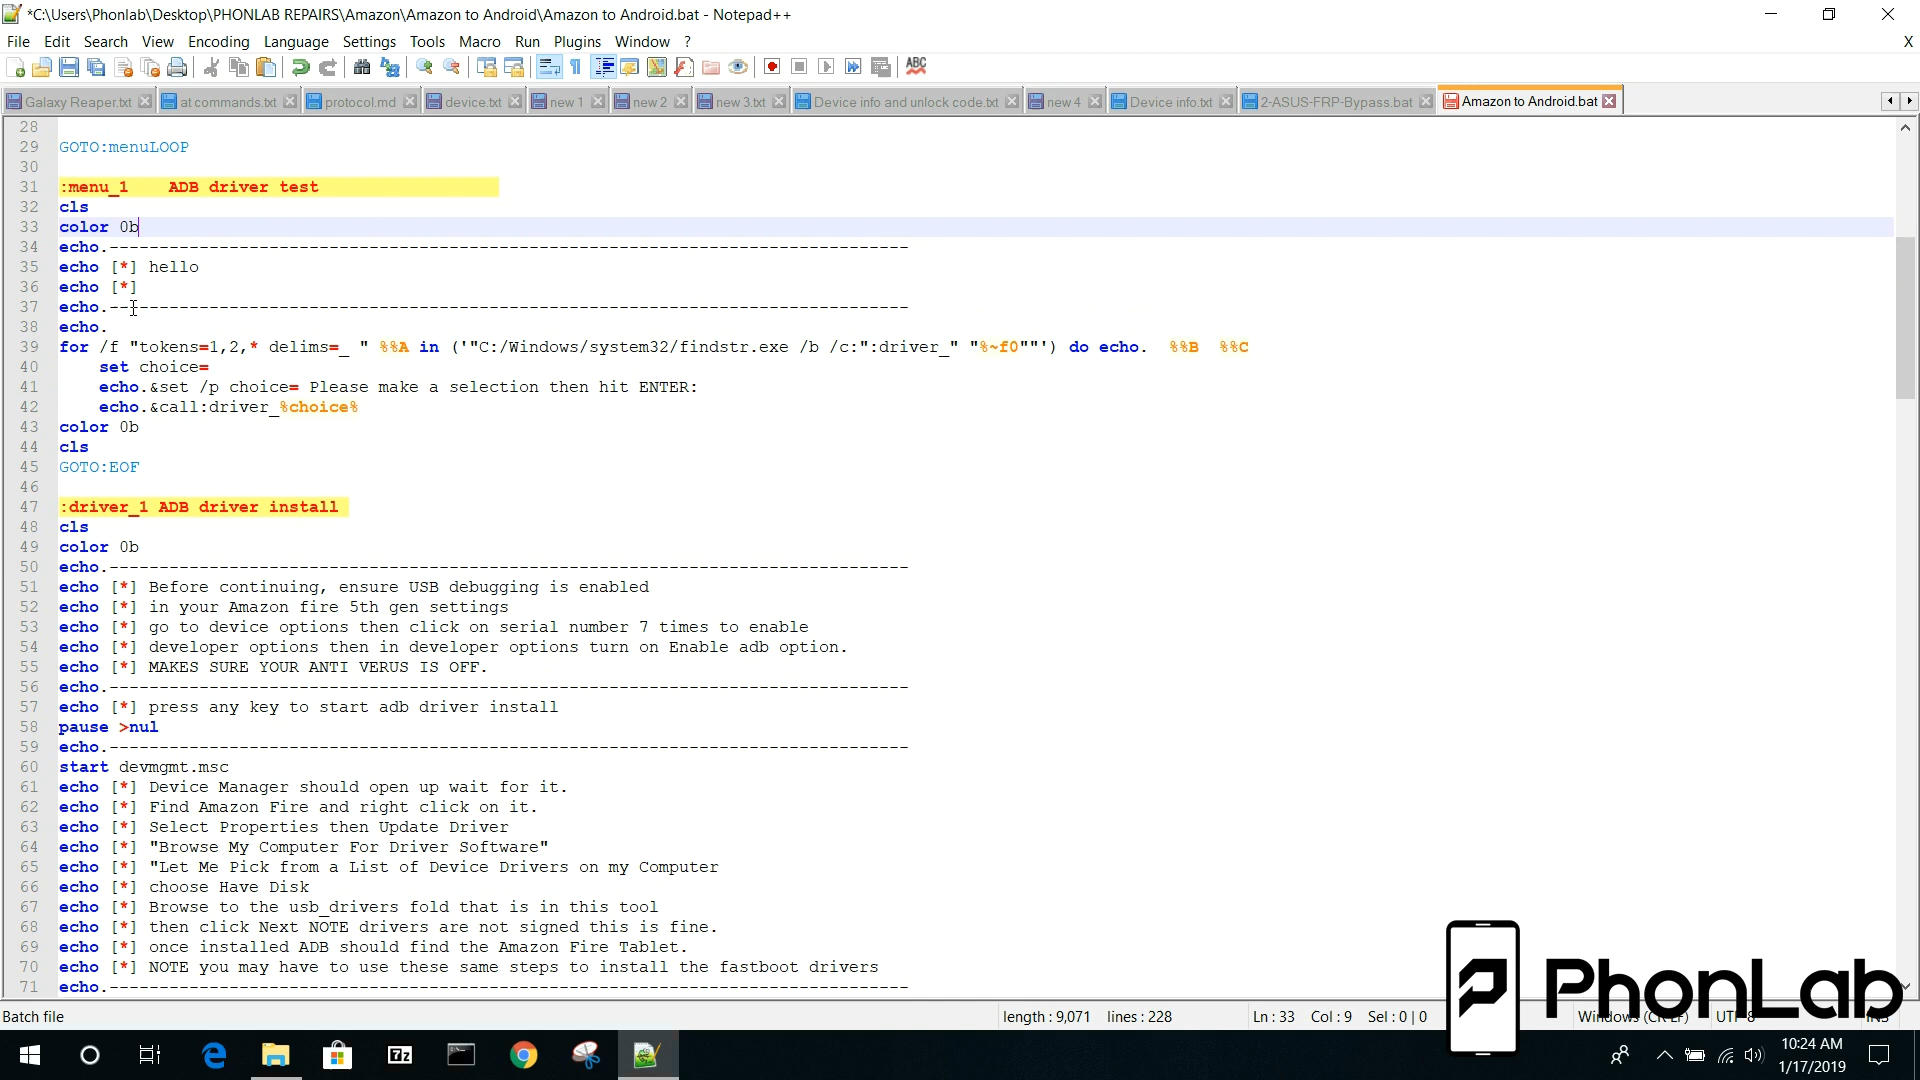 *C:\Users\Phonlab\Desktop\PHONLAB REPAIRS\Amazon\Amazon to Android\Amazon to Android.bat - Notepad++
File Edit Search View Encoding Language Settings Tools Macro Run Plugins Window ? X
ABC
Galaxy Reaper.txt at commands.txt protocol.md device.txt new 1 new 2 new 3.txt Device info and unlock code.txt new 4 Device info.txt 2-ASUS-FRP-Bypass.bat Amazon to Android.bat
28
29 GOTO:menuLOOP
30
31 :menu_1    ADB driver test
32 cls
33 color 0b
34 echo.--------------------------------------------------------------------------------
35 echo [*] hello
36 echo [*]
37 echo.--------------------------------------------------------------------------------
38 echo.
39 for /f "tokens=1,2,* delims=_ " %%A in ('"C:/Windows/system32/findstr.exe /b /c:":driver_" "%~f0""') do echo.  %%B  %%C
40     set choice=
41     echo.&set /p choice= Please make a selection then hit ENTER:
42     echo.&call:driver_%choice%
43 color 0b
44 cls
45 GOTO:EOF
46
47 :driver_1 ADB driver install
48 cls
49 color 0b
50 echo.--------------------------------------------------------------------------------
51 echo [*] Before continuing, ensure USB debugging is enabled
52 echo [*] in your Amazon fire 5th gen settings
53 echo [*] go to device options then click on serial number 7 times to enable
54 echo [*] developer options then in developer options turn on Enable adb option.
55 echo [*] MAKES SURE YOUR ANTI VERUS IS OFF.
56 echo.--------------------------------------------------------------------------------
57 echo [*] press any key to start adb driver install
58 pause >nul
59 echo.--------------------------------------------------------------------------------
60 start devmgmt.msc
61 echo [*] Device Manager should open up wait for it.
62 echo [*] Find Amazon Fire and right click on it.
63 echo [*] Select Properties then Update Driver
64 echo [*] "Browse My Computer For Driver Software"
65 echo [*] "Let Me Pick from a List of Device Drivers on my Computer
66 echo [*] choose Have Disk
67 echo [*] Browse to the usb_drivers fold that is in this tool
68 echo [*] then click Next NOTE drivers are not signed this is fine.
69 echo [*] once installed ADB should find the Amazon Fire Tablet.
70 echo [*] NOTE you may have to use these same steps to install the fastboot drivers
71 echo.--------------------------------------------------------------------------------
PhonLab
Batch file length : 9,071 lines : 228 Ln : 33 Col : 9 Sel : 0 | 0 Windows (CR LF) UTF-8 INS
7z
10:24 AM
1/17/2019